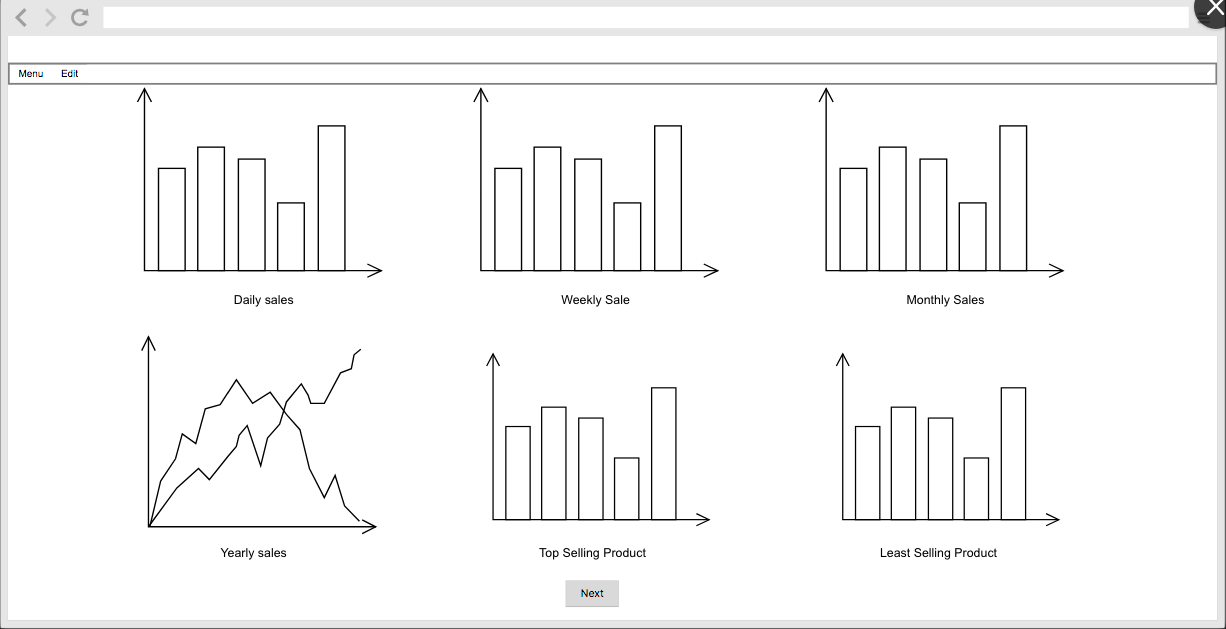 Menu Edit
Daily sales
Weekly Sale
Monthly Sales
Yearly sales
Top Selling Product
Least Selling Product
Next